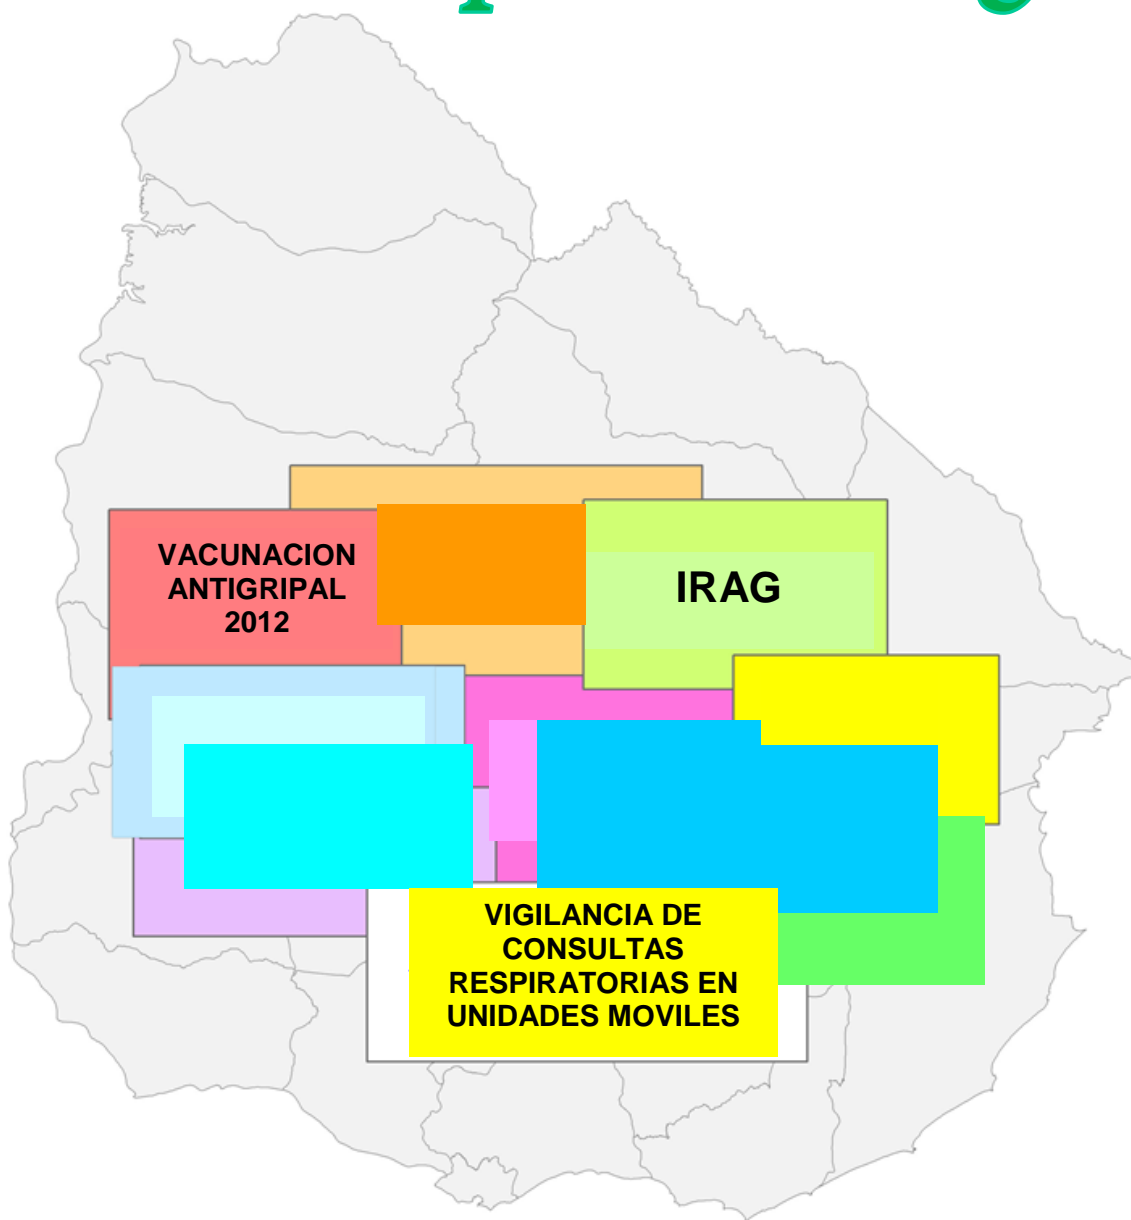 VACUNACION
ANTIGRIPAL
2012
IRAG
VIGILANCIA DE
CONSULTAS
RESPIRATORIAS EN
UNIDADES MOVILES